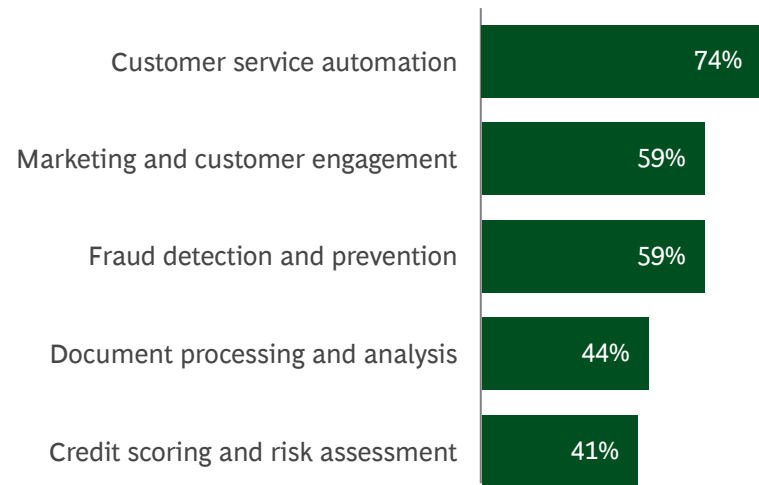 Customer service automation 74%
Marketing and customer engagement 59%
Fraud detection and prevention 59%
Document processing and analysis 44%
Credit scoring and risk assessment 41%